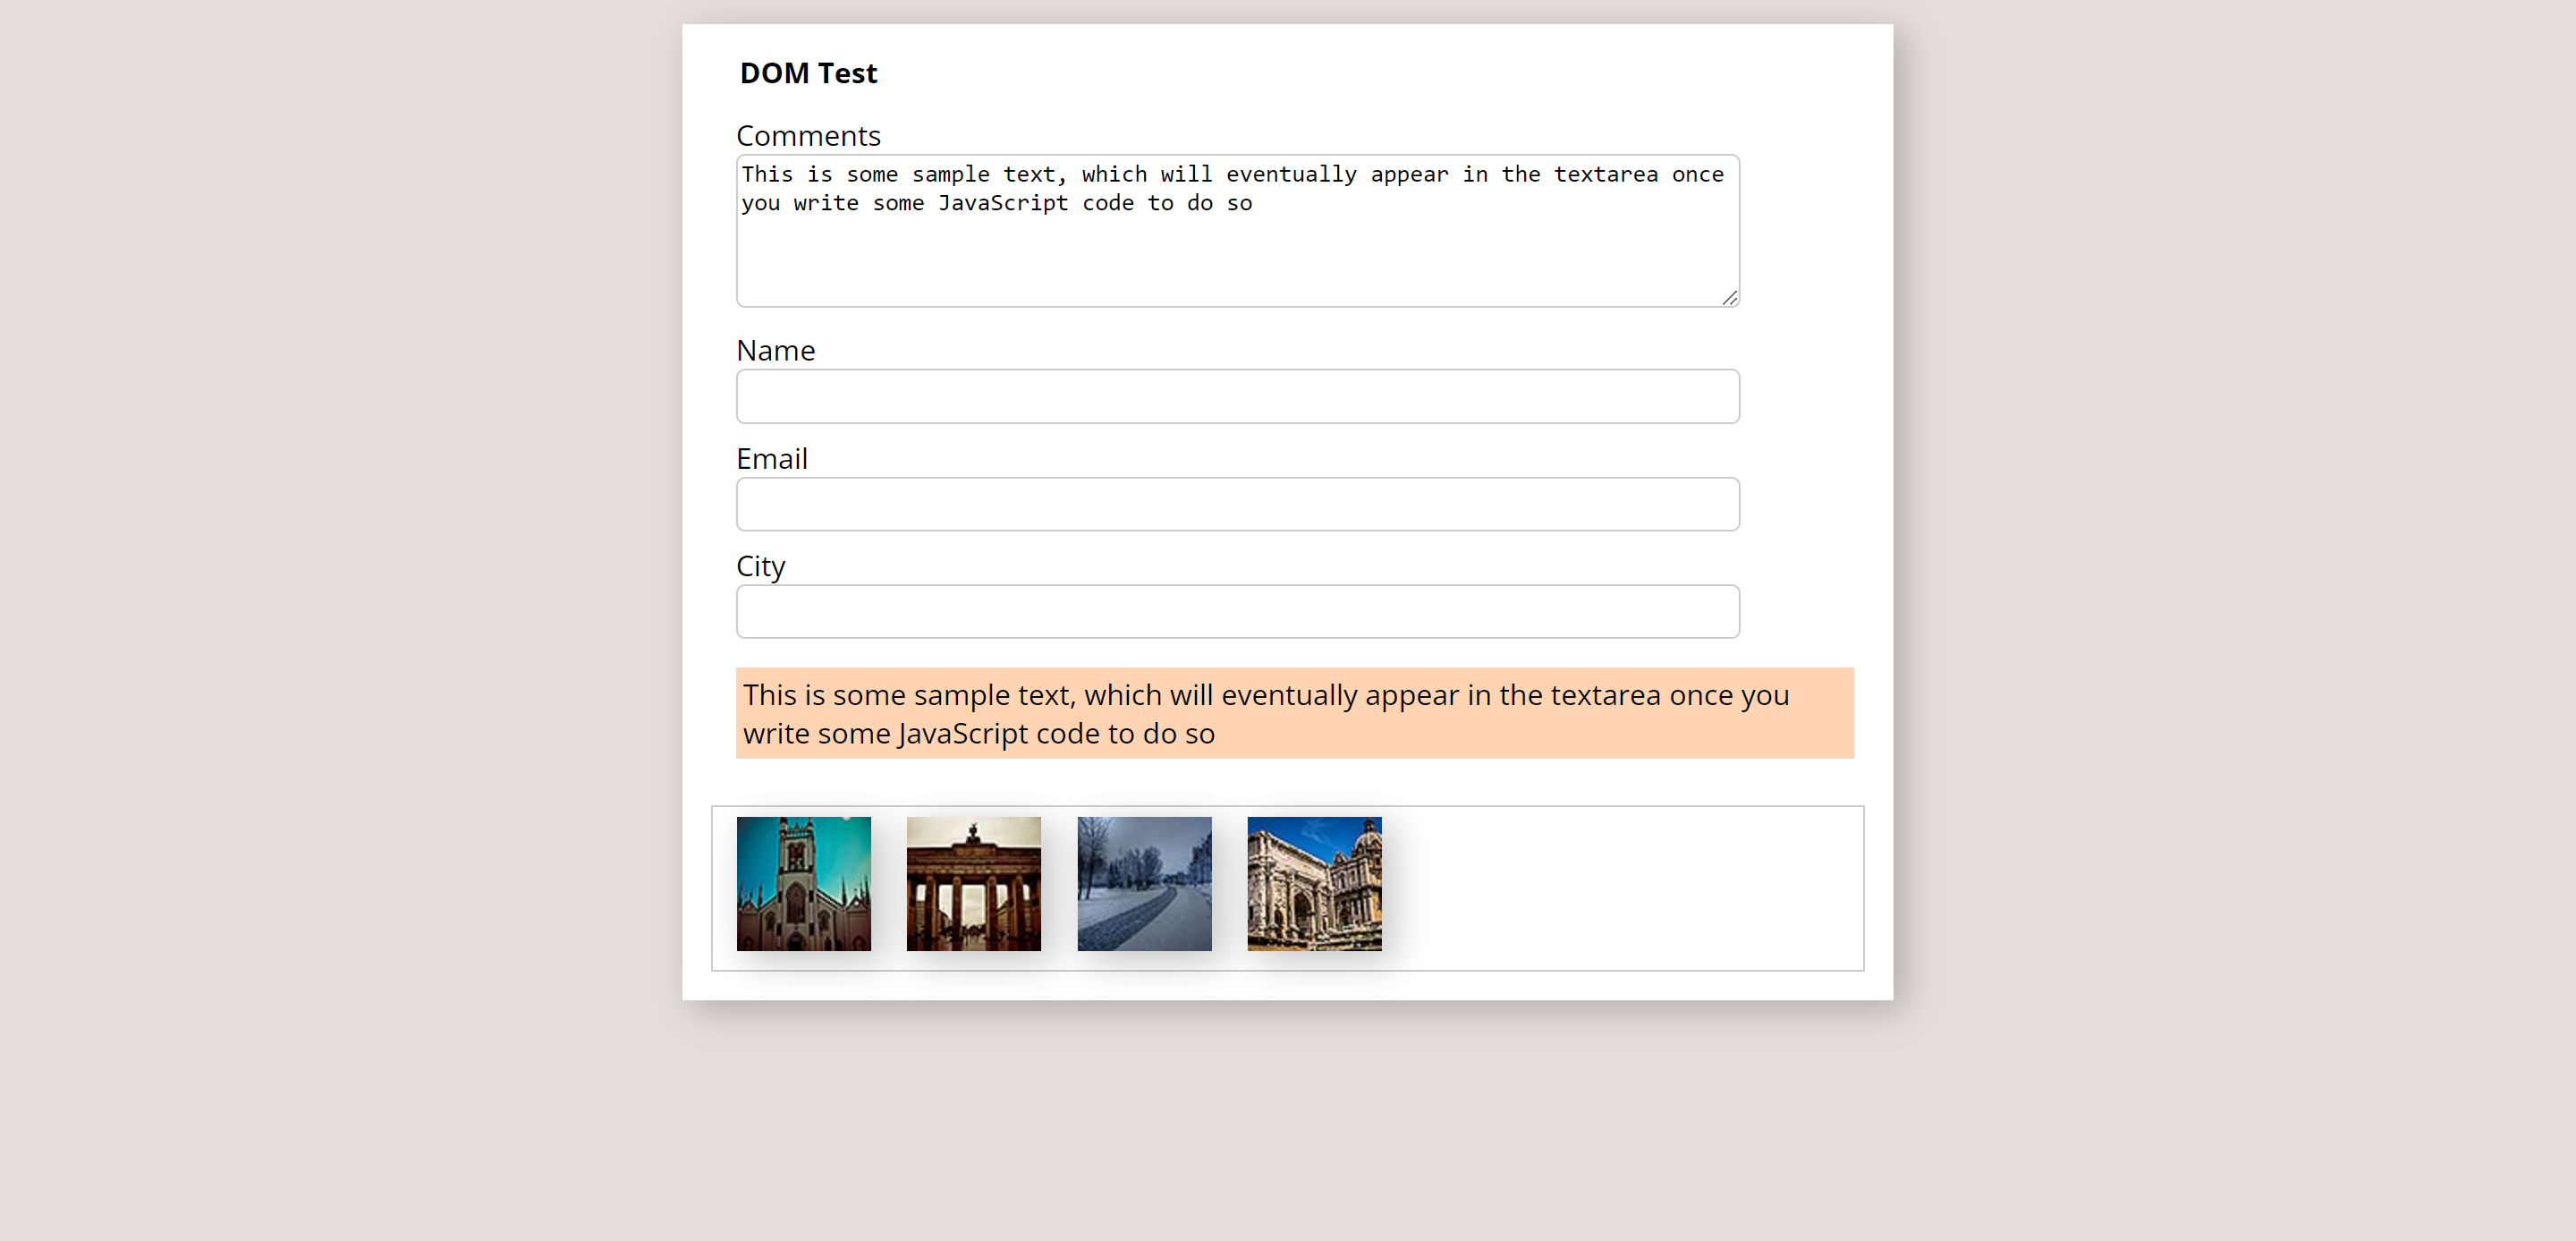 DOM Test
Comments
This is some sample text, which will eventually appear in the textarea once
you write some JavaScript code to do so
Name
Email
City
This is some sample text, which will eventually appear in the textarea once you
write some JavaScript code to do so